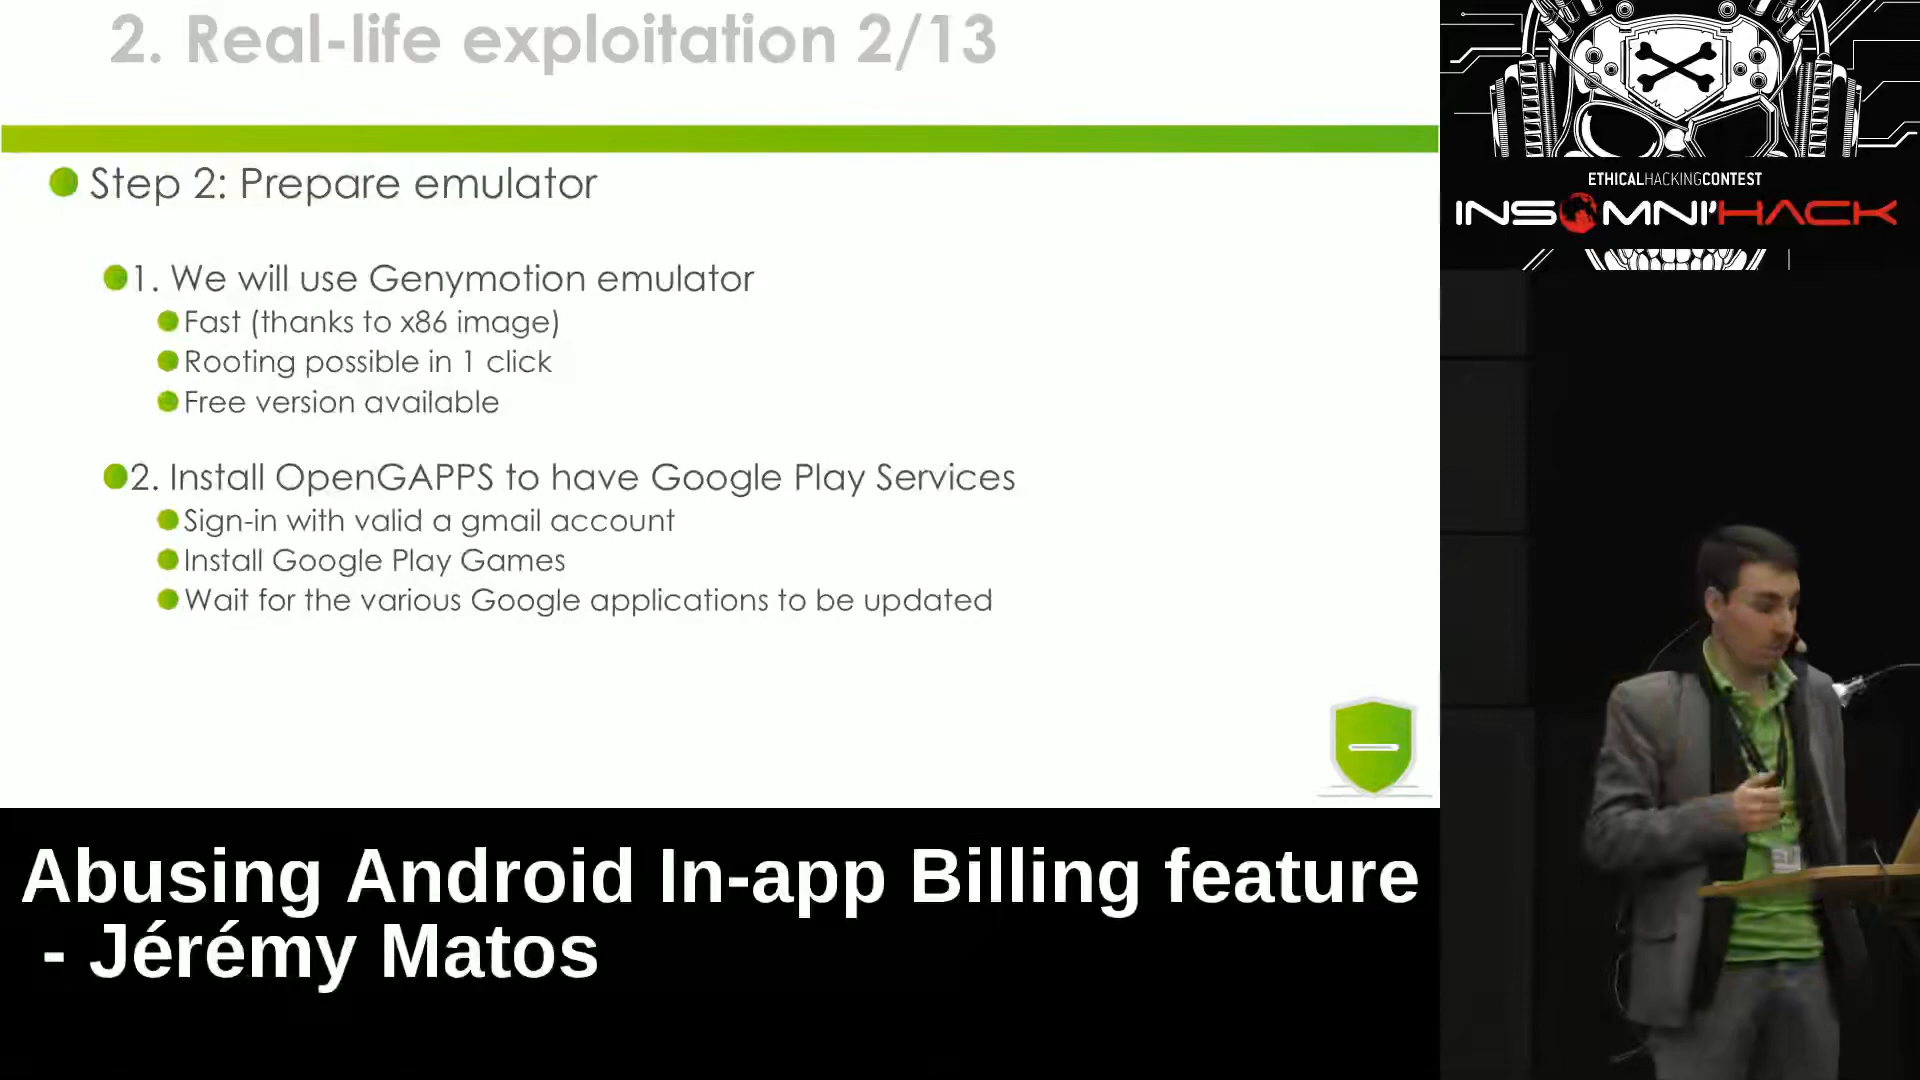 2. Real-life exploitation 2/13
Step 2: Prepare emulator
1. We will use Genymotion emulator
Fast (thanks to x86 image)
Rooting possible in 1 click
Free version available
2. Install OpenGAPPS to have Google Play Services
Sign-in with valid a gmail account
Install Google Play Games
Wait for the various Google applications to be updated
ETHICALHACKINGCONTEST
INSOMNI'HACK
Abusing Android In-app Billing feature
- Jérémy Matos